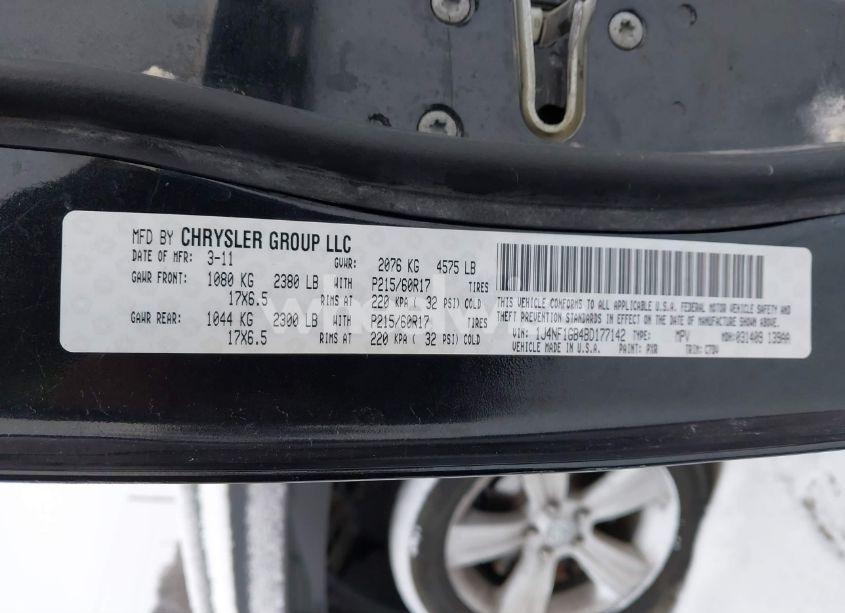 MFD BY CHRYSLER GROUP LLC
DATE OF MFR: 3-11 GVWR: 2076 KG 4575 LB
GAWR FRONT: 1080 KG 2380 LB WITH P215/60R17 TIRES
17X6.5 RIMS AT 220 KPA ( 32 PSI) COLD
GAWR REAR: 1044 KG 2300 LB WITH P215/60R17 TIRES
17X6.5 RIMS AT 220 KPA ( 32 PSI) COLD
THIS VEHICLE CONFORMS TO ALL APPLICABLE U.S.A. FEDERAL MOTOR VEHICLE SAFETY AND
THEFT PREVENTION STANDARDS IN EFFECT ON THE DATE OF MANUFACTURE SHOWN ABOVE.
VIN: 1J4NF1GB4BD177142 TYPE: MPV MDH:031409 139AA
VEHICLE MADE IN U.S.A. PAINT: PXR TRIM: